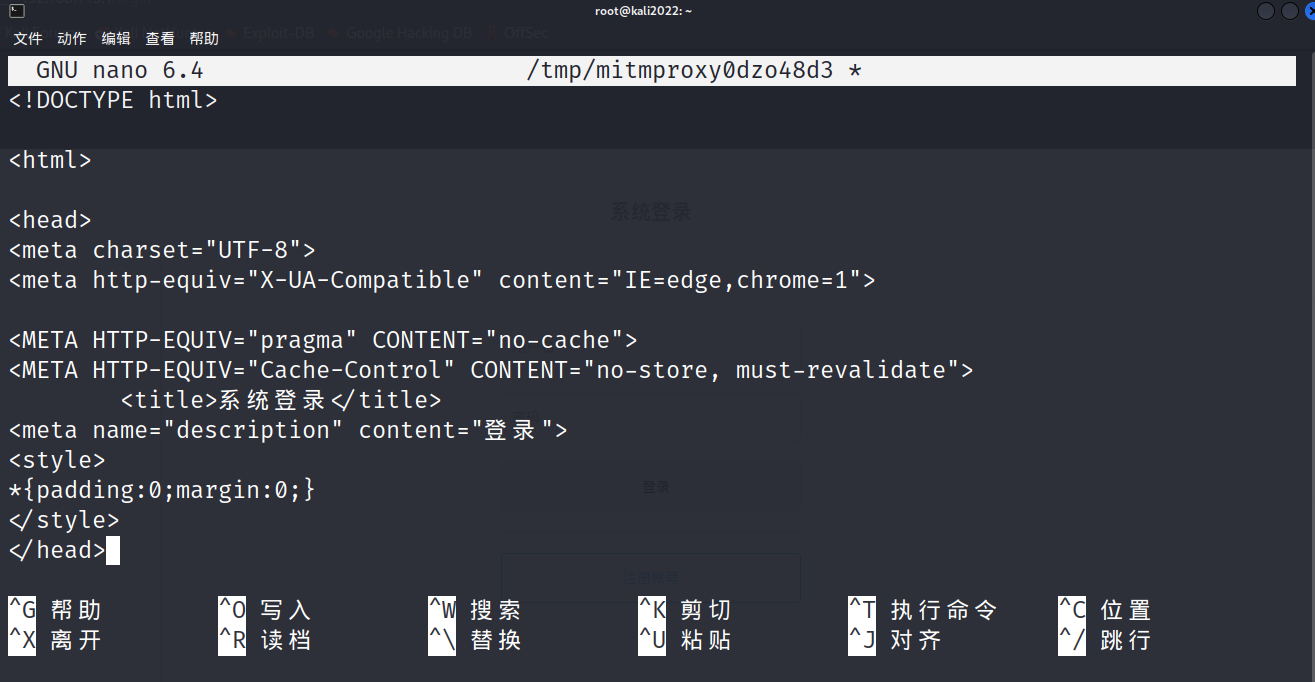 root@kali2022: ~
文件 动作 编辑 查看 帮助
Exploit-DB Google Hacking DB OffSec
GNU nano 6.4 /tmp/mitmproxy0dzo48d3 *
<!DOCTYPE html>
<html>
系统登录
<head>
<meta charset="UTF-8">
<meta http-equiv="X-UA-Compatible" content="IE=edge,chrome=1">
<META HTTP-EQUIV="pragma" CONTENT="no-cache">
<META HTTP-EQUIV="Cache-Control" CONTENT="no-store, must-revalidate">
<title>系统登录</title>
<meta name="description" content="登录">
<style>
登录
*{padding:0;margin:0;}
</style>
</head>
^G 帮助 ^O 写入 ^W 搜索 ^K 剪切 ^T 执行命令 ^C 位置
^X 离开 ^R 读档 ^\ 替换 ^U 粘贴 ^J 对齐 ^/ 跳行